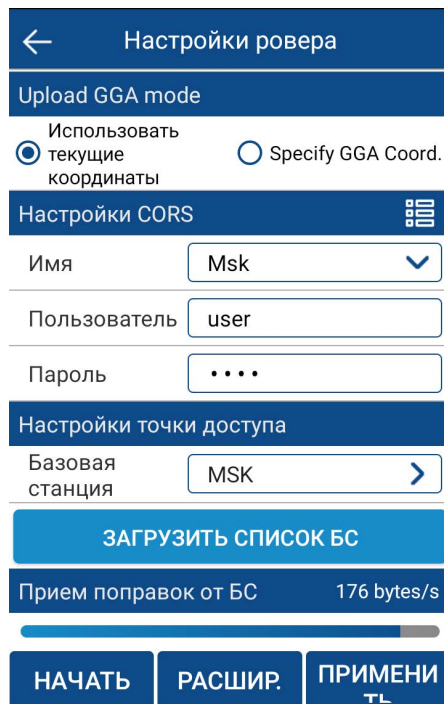 Настройки ровера
Upload GGA mode
Использовать
текущие
координаты
Specify GGA Coord.
Настройки CORS
Имя
Msk
Пользователь
user
Пароль
••••
Настройки точки доступа
Базовая
станция
MSK
ЗАГРУЗИТЬ СПИСОК БС
Прием поправок от БС
176 bytes/s
НАЧАТЬ
РАСШИР.
ПРИМЕНИ
ТЬ